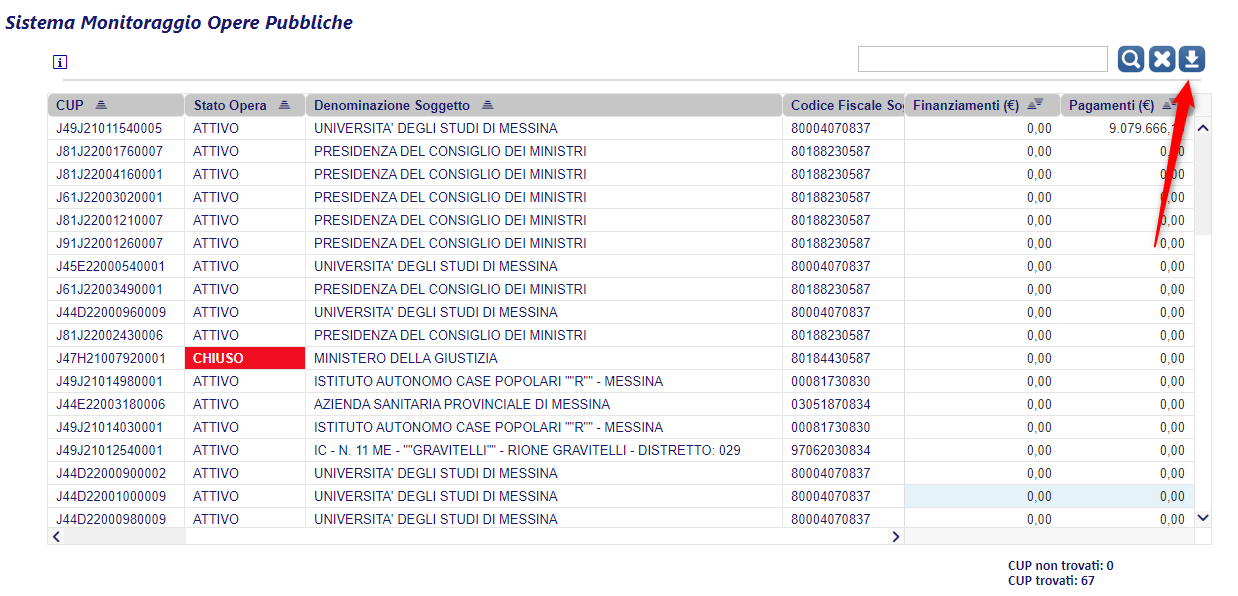 Sistema Monitoraggio Opere Pubbliche
i
CUP Stato Opera Denominazione Soggetto Codice Fiscale Finanziamenti (€) Pagamenti (€)
J49J21011540005 ATTIVO UNIVERSITA' DEGLI STUDI DI MESSINA 80004070837 0,00 9.079.666,
J81J22001760007 ATTIVO PRESIDENZA DEL CONSIGLIO DEI MINISTRI 80188230587 0,00 0,00
J81J22004160001 ATTIVO PRESIDENZA DEL CONSIGLIO DEI MINISTRI 80188230587 0,00 0,00
J61J22003020001 ATTIVO PRESIDENZA DEL CONSIGLIO DEI MINISTRI 80188230587 0,00 0,00
J81J22001210007 ATTIVO PRESIDENZA DEL CONSIGLIO DEI MINISTRI 80188230587 0,00 0,00
J91J22001260007 ATTIVO PRESIDENZA DEL CONSIGLIO DEI MINISTRI 80188230587 0,00 0,00
J45E22000540001 ATTIVO UNIVERSITA' DEGLI STUDI DI MESSINA 80004070837 0,00 0,00
J61J22003490001 ATTIVO PRESIDENZA DEL CONSIGLIO DEI MINISTRI 80188230587 0,00 0,00
J44D22000960009 ATTIVO UNIVERSITA' DEGLI STUDI DI MESSINA 80004070837 0,00 0,00
J81J22002430006 ATTIVO PRESIDENZA DEL CONSIGLIO DEI MINISTRI 80188230587 0,00 0,00
J47H21007920001 CHIUSO MINISTERO DELLA GIUSTIZIA 80184430587 0,00 0,00
J49J21014980001 ATTIVO ISTITUTO AUTONOMO CASE POPOLARI ""R"" - MESSINA 00081730830 0,00 0,00
J44E22003180006 ATTIVO AZIENDA SANITARIA PROVINCIALE DI MESSINA 03051870834 0,00 0,00
J49J21014030001 ATTIVO ISTITUTO AUTONOMO CASE POPOLARI ""R"" - MESSINA 00081730830 0,00 0,00
J49J21012540001 ATTIVO IC - N. 11 ME - ""GRAVITELLI"" - RIONE GRAVITELLI - DISTRETTO: 029 97062030834 0,00 0,00
J44D22000900002 ATTIVO UNIVERSITA' DEGLI STUDI DI MESSINA 80004070837 0,00 0,00
J44D22001000009 ATTIVO UNIVERSITA' DEGLI STUDI DI MESSINA 80004070837 0,00 0,00
J44D22000980009 ATTIVO UNIVERSITA' DEGLI STUDI DI MESSINA 80004070837 0,00 0,00
CUP non trovati: 0
CUP trovati: 67